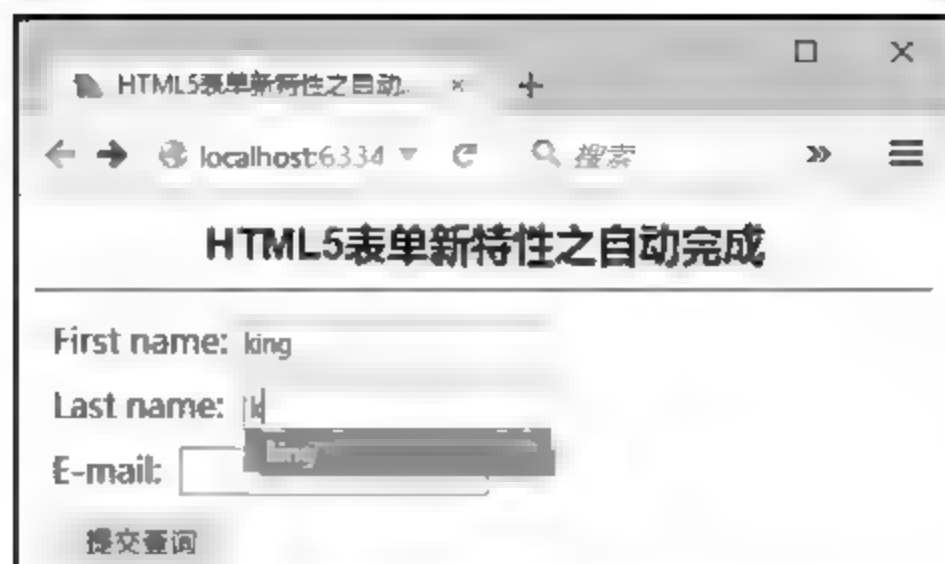 HTML5表单新特性之自动..
localhost:6334
搜索
HTML5表单新特性之自动完成
First name: king
Last name: k
king
E-mail:
提交查询